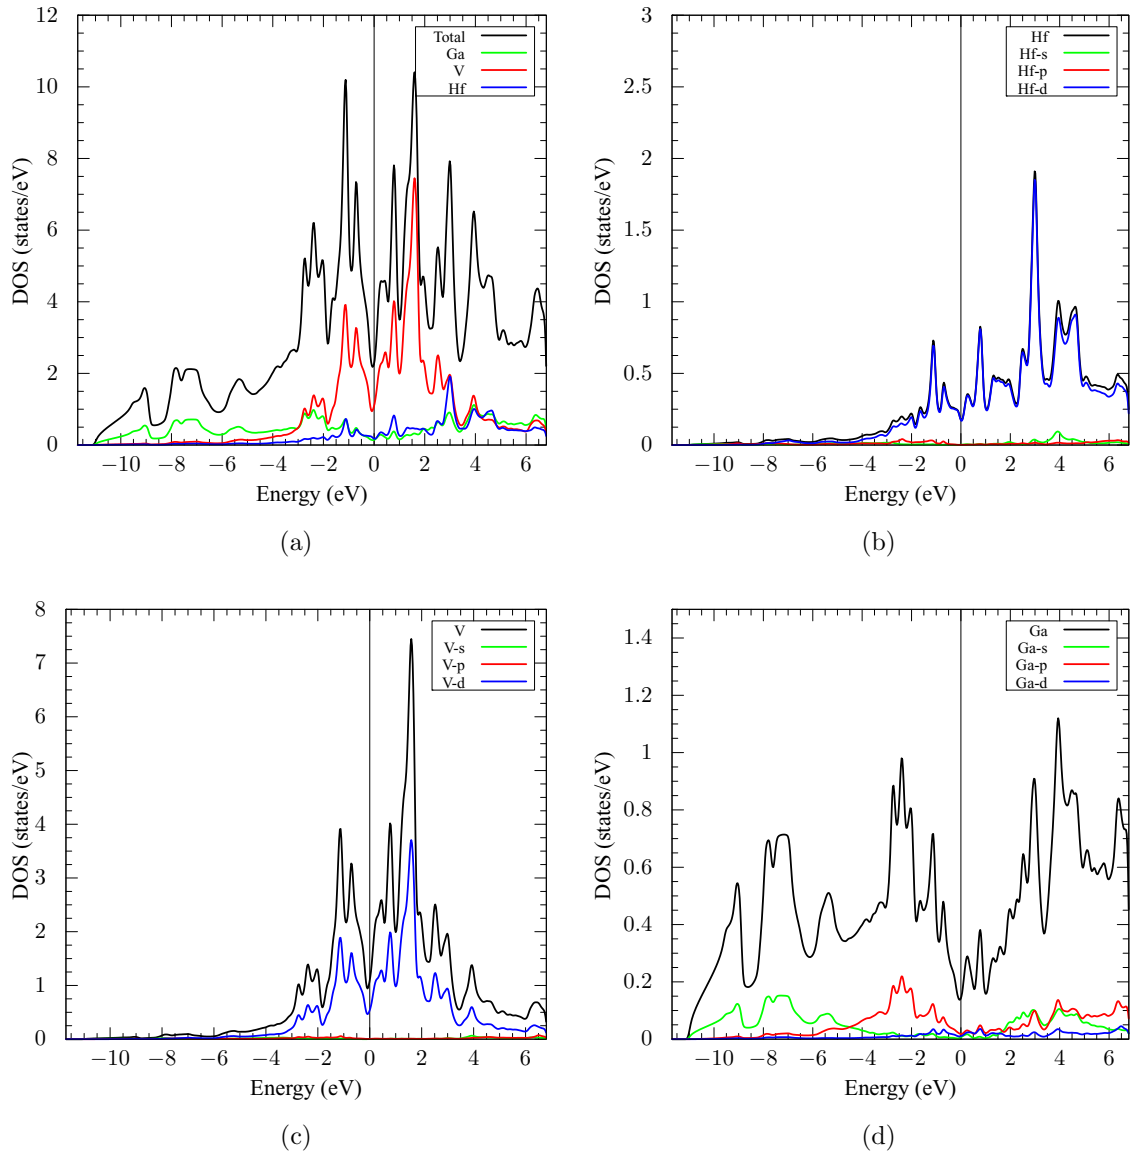 0
2
4
6
8
10
12
−10 −8 −6 −4 −2 0 2 4 6
DOS (states/eV)
Energy (eV)
Total
Ga
V
Hf
(a)
0
0.5
1
1.5
2
2.5
3
−10 −8 −6 −4 −2 0 2 4 6
DOS (states/eV)
Energy (eV)
Hf
Hf-s
Hf-p
Hf-d
(b)
0
1
2
3
4
5
6
7
8
−10 −8 −6 −4 −2 0 2 4 6
DOS (states/eV)
Energy (eV)
V
V-s
V-p
V-d
(c)
0
0.2
0.4
0.6
0.8
1
1.2
1.4
−10 −8 −6 −4 −2 0 2 4 6
DOS (states/eV)
Energy (eV)
Ga
Ga-s
Ga-p
Ga-d
(d)